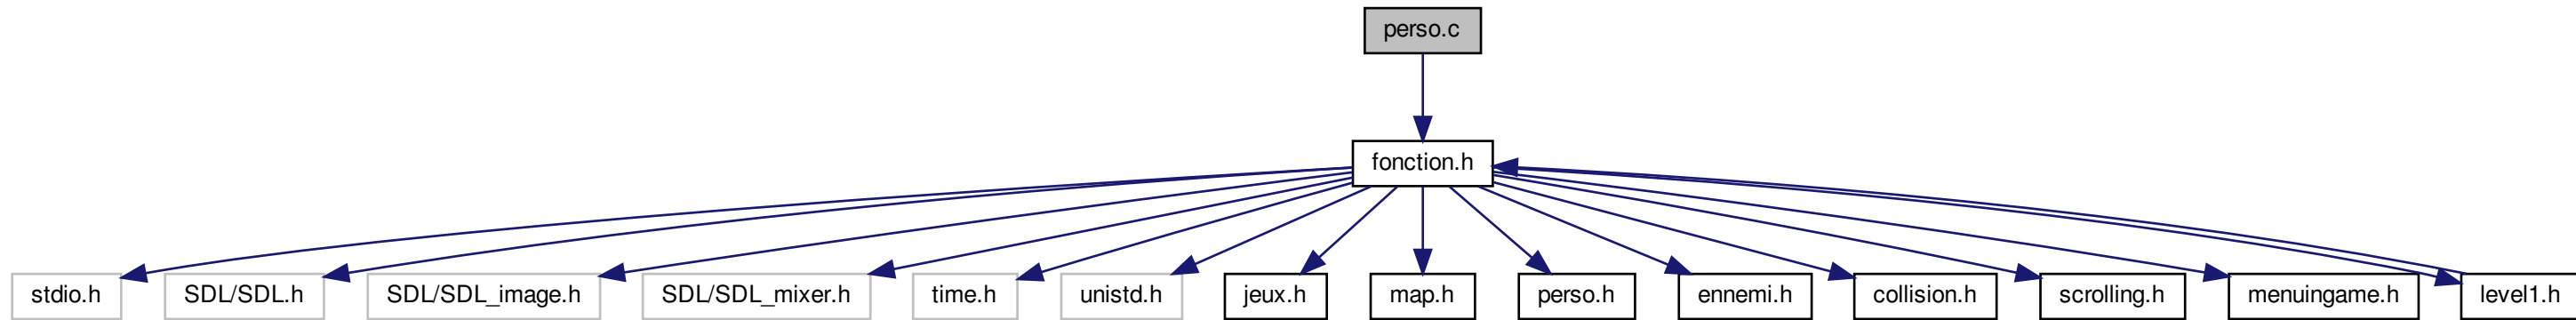 perso.c
fonction.h
stdio.h
SDL/SDL.h
SDL/SDL_image.h
SDL/SDL_mixer.h
time.h
unistd.h
jeux.h
map.h
perso.h
ennemi.h
collision.h
scrolling.h
menuingame.h
level1.h